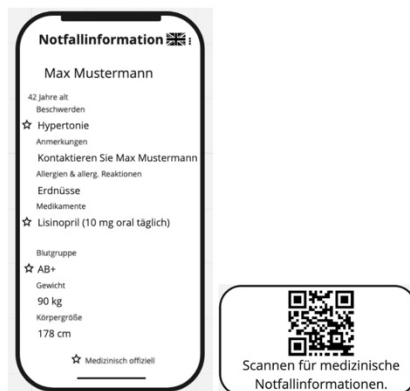 Notfallinformation
Max Mustermann
42 Jahre alt
Beschwerden
Hypertonie
Anmerkungen
Kontaktieren Sie Max Mustermann
Allergien & allerg. Reaktionen
Erdnüsse
Medikamente
Lisinopril (10 mg oral täglich)
Blutgruppe
AB+
Gewicht
90 kg
Körpergröße
178 cm
Medizinisch offiziell
Scannen für medizinische
Notfallinformationen.